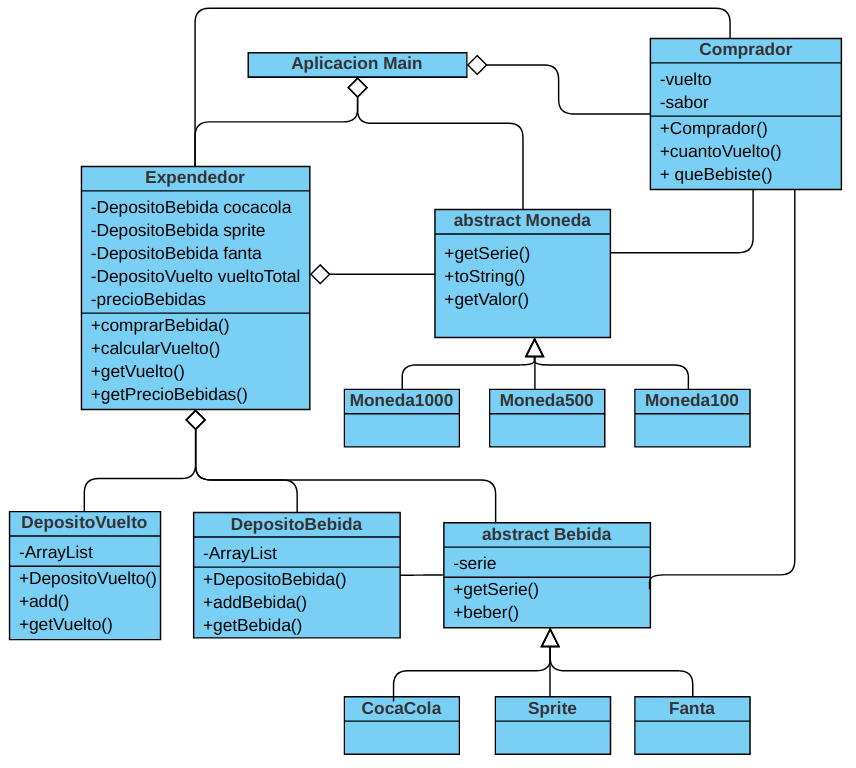 Aplicacion Main
Comprador
-vuelto
-sabor
+Comprador()
+cuantoVuelto()
+ queBebiste()
Expendedor
-DepositoBebida cocacola
-DepositoBebida sprite
-DepositoBebida fanta
-DepositoVuelto vueltoTotal
-precioBebidas
+comprarBebida()
+calcularVuelto()
+getVuelto()
+getPrecioBebidas()
abstract Moneda
+getSerie()
+toString()
+getValor()
Moneda1000
Moneda500
Moneda100
DepositoVuelto
-ArrayList
+DepositoVuelto()
+add()
+getVuelto()
DepositoBebida
-ArrayList
+DepositoBebida()
+addBebida()
+getBebida()
abstract Bebida
-serie
+getSerie()
+beber()
CocaCola
Sprite
Fanta